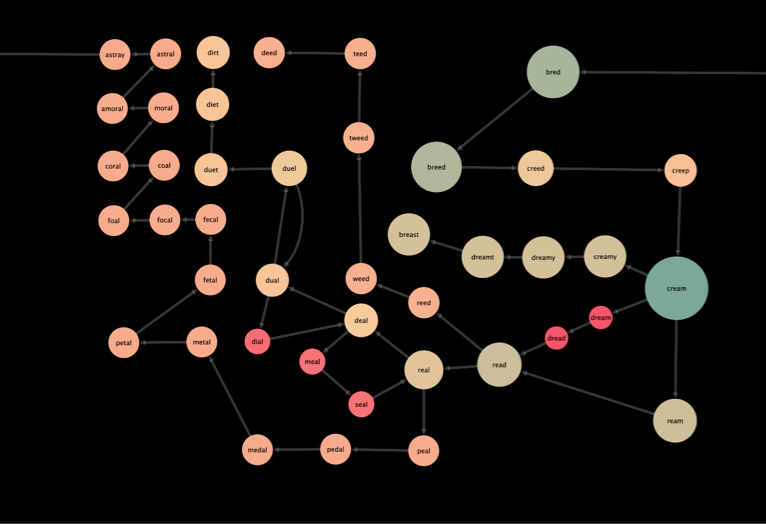 astray
astral
dirt
deed
teed
bred
diet
amoral
moral
tweed
coral
coal
duet
duel
breed
creed
creep
foal
focal
fecal
breast
dreamt
dreamy
creamy
fetal
dual
weed
cream
reed
deal
dream
petal
metal
dial
dread
meal
real
read
seal
ream
medal
pedal
peal